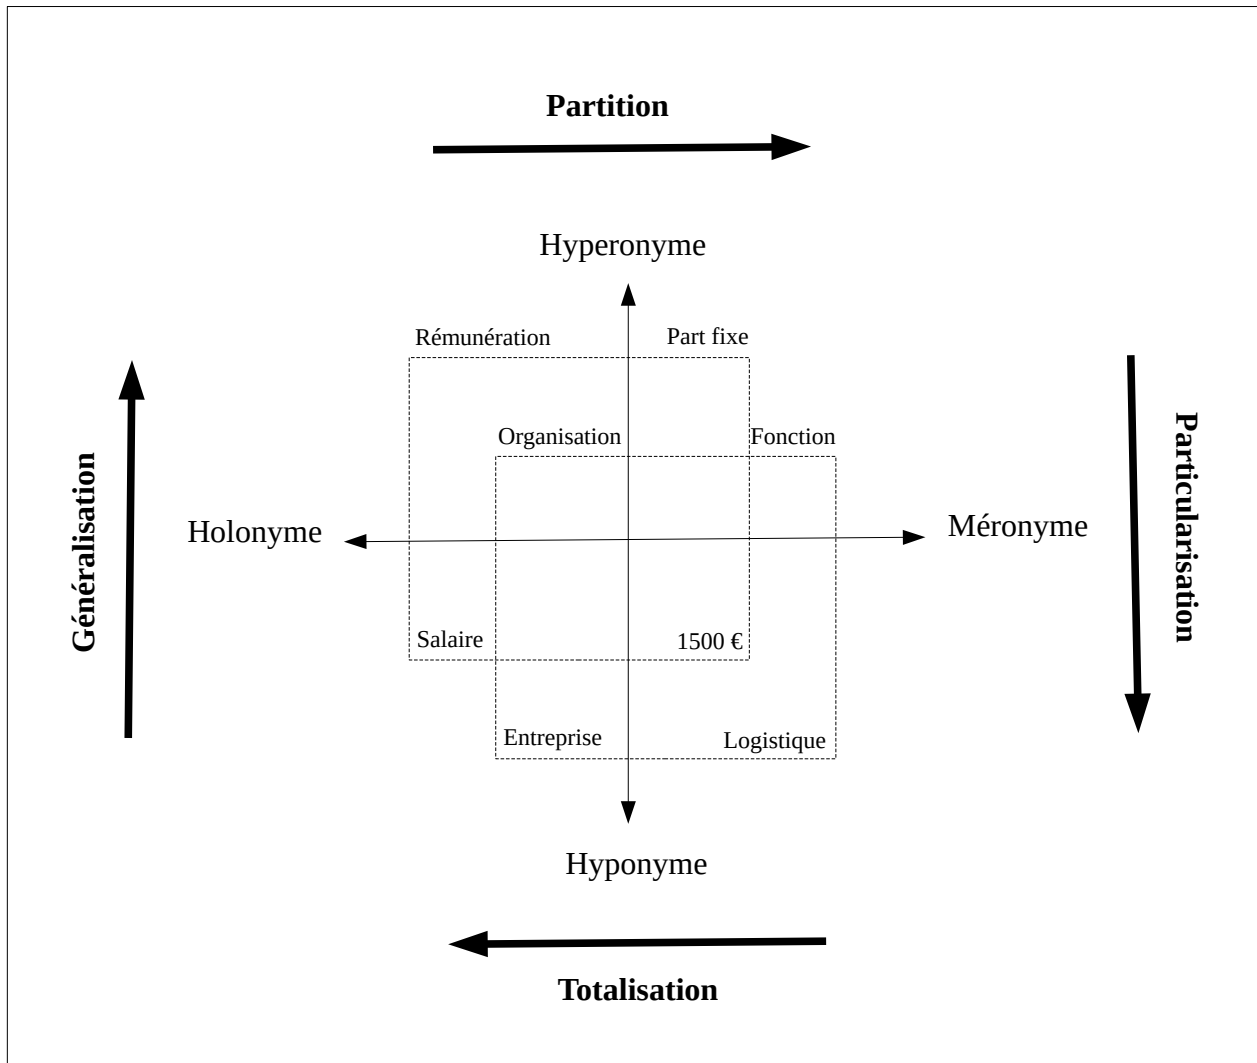 Partition
Hyperonyme
Rémunération
Part fixe
Organisation
Fonction
Généralisation
Holonyme
Méronyme
Particularisation
Salaire
1500 €
Entreprise
Logistique
Hyponyme
Totalisation